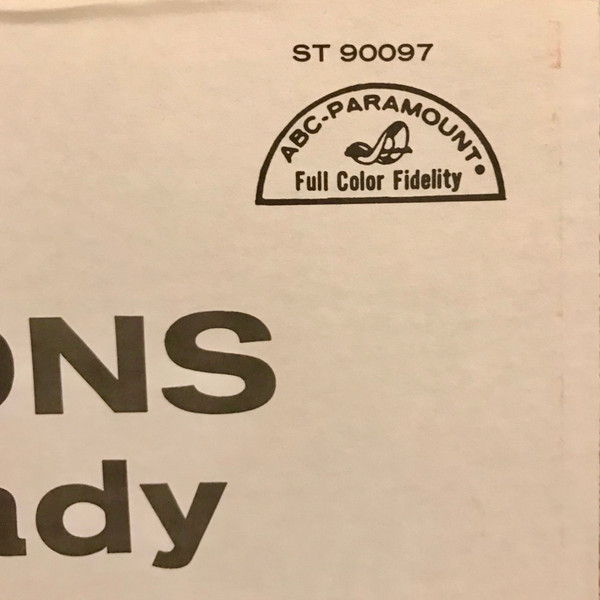 ST 90097
ABC-PARAMOUNT
Full Color Fidelity
ONS
ady